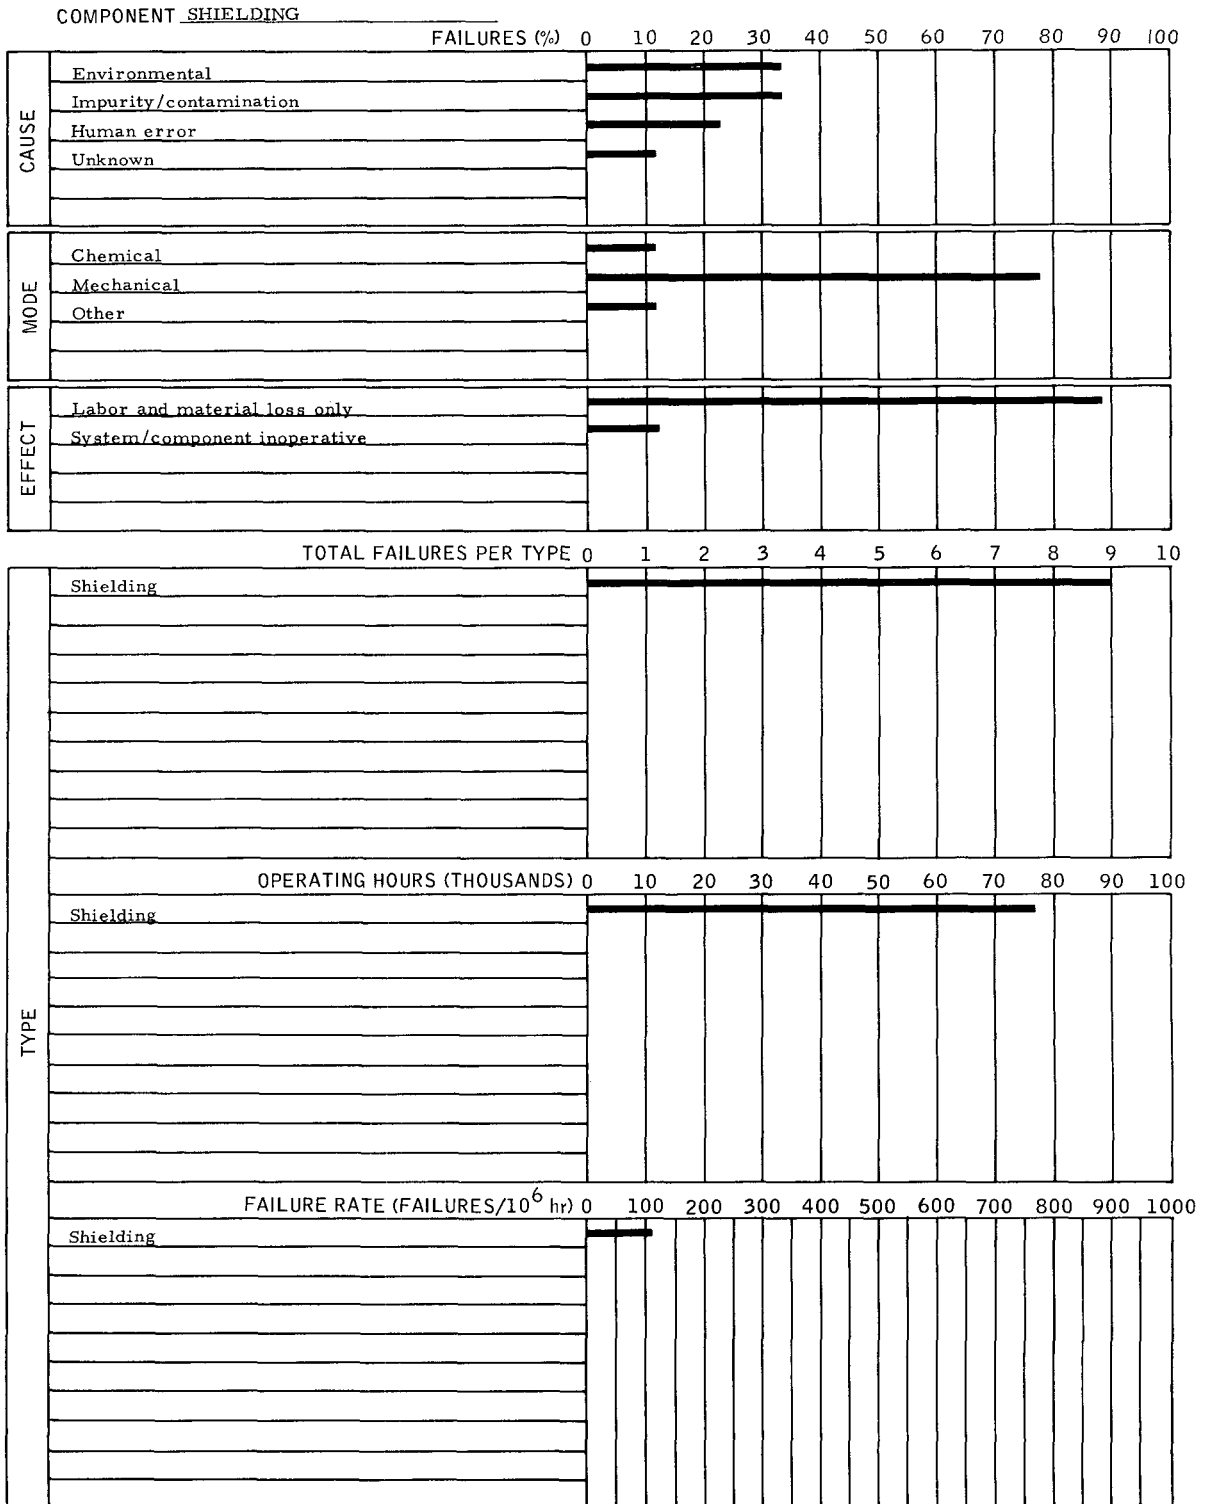 COMPONENT SHIELDING
FAILURES (%) 0 10 20 30 40 50 60 70 80 90 100
CAUSE
Environmental
Impurity/contamination
Human error
Unknown
MODE
Chemical
Mechanical
Other
EFFECT
Labor and material loss only
System/component inoperative
TOTAL FAILURES PER TYPE 0 1 2 3 4 5 6 7 8 9 10
TYPE
Shielding
OPERATING HOURS (THOUSANDS) 0 10 20 30 40 50 60 70 80 90 100
Shielding
FAILURE RATE (FAILURES/10⁶ hr) 0 100 200 300 400 500 600 700 800 900 1000
Shielding